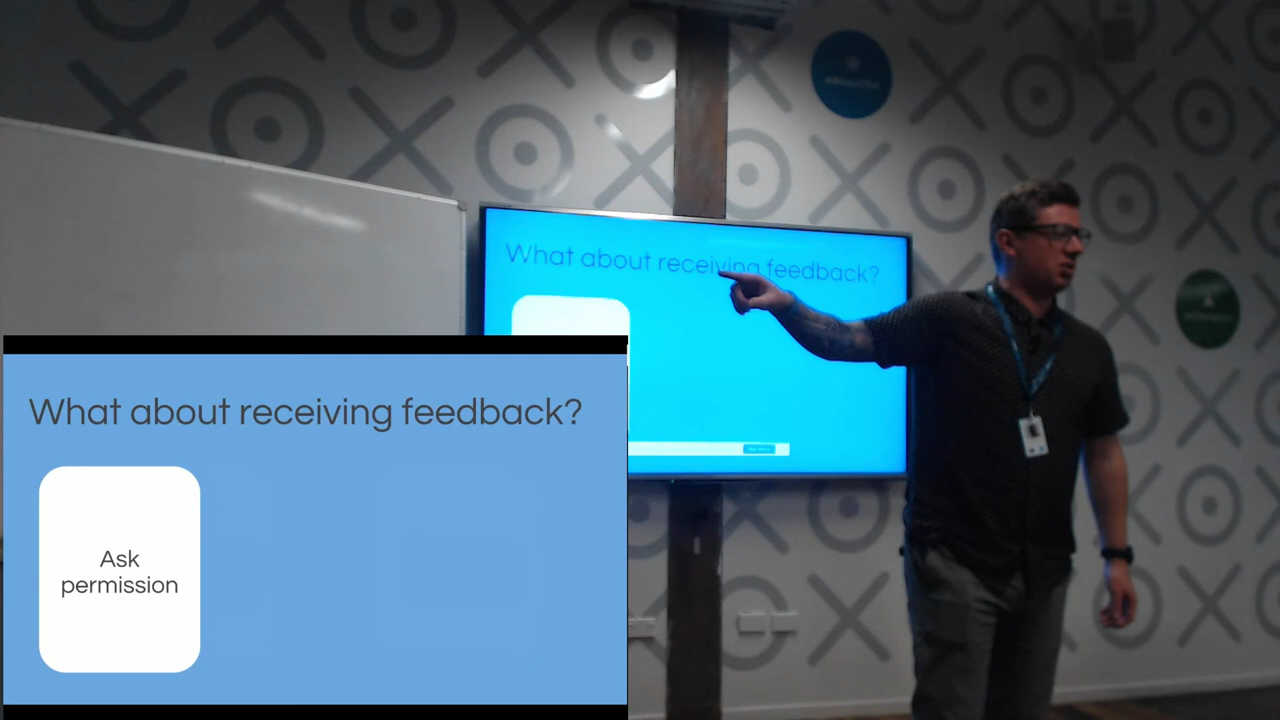 What about receiving feedback?
What about receiving feedback?
Ask
permission